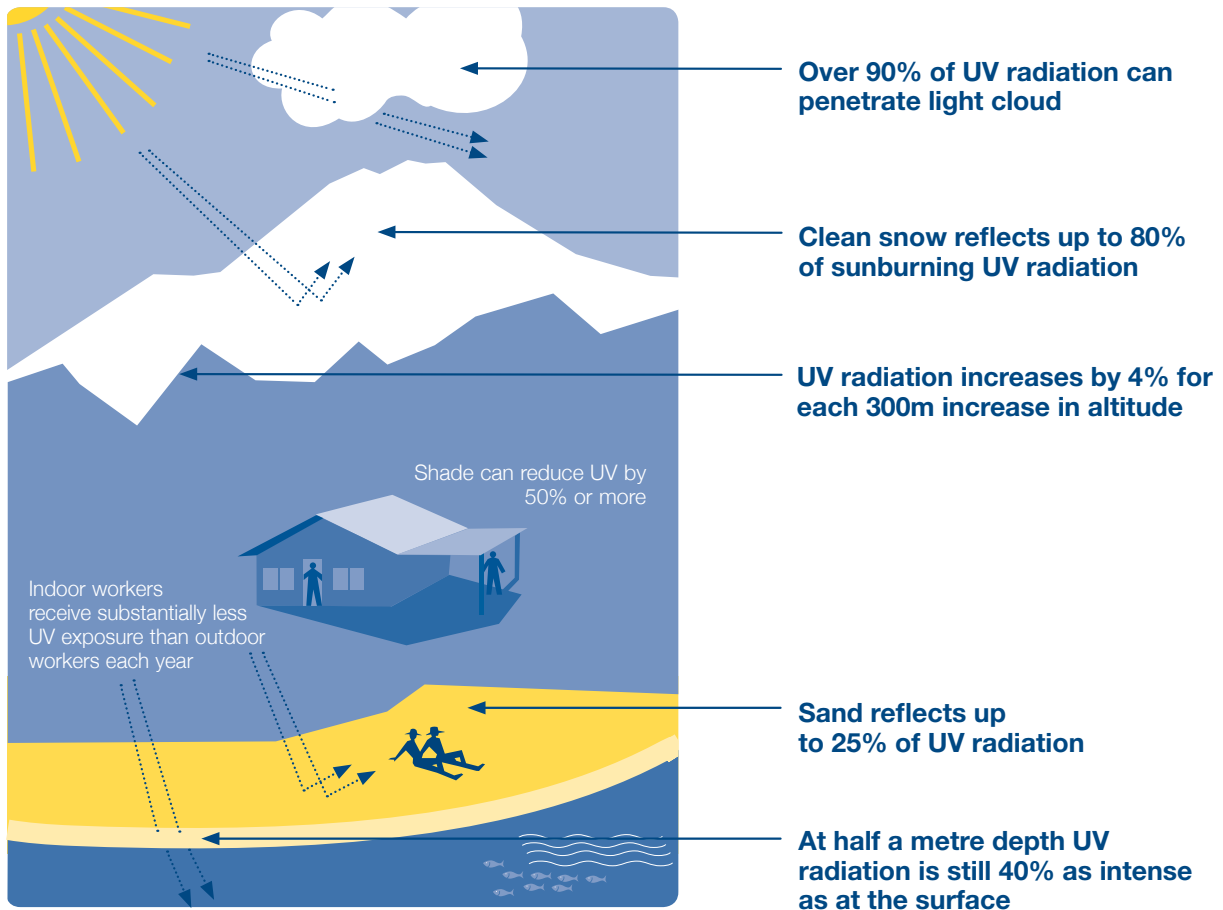 Over 90% of UV radiation can
penetrate light cloud
Clean snow reflects up to 80%
of sunburning UV radiation
UV radiation increases by 4% for
each 300m increase in altitude
Shade can reduce UV by
50% or more
Indoor workers
receive substantially less
UV exposure than outdoor
workers each year
Sand reflects up
to 25% of UV radiation
At half a metre depth UV
radiation is still 40% as intense
as at the surface